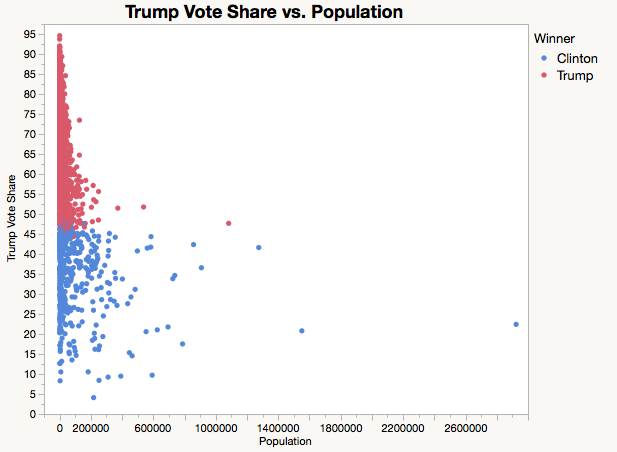 Trump Vote Share vs. Population
Winner
Clinton
Trump
95
90
85
80
75
70
65
60
55
50
45
40
35
30
25
20
15
10
5
0
Trump Vote Share
0 200000 600000 1000000 1400000 1800000 2200000 2600000
Population